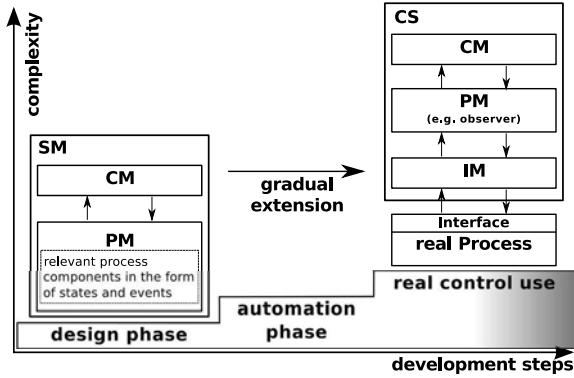 complexity
SM
CM
PM
relevant process
components in the form
of states and events
gradual
extension
CS
CM
PM
(e.g. observer)
IM
Interface
real Process
design phase
automation
phase
real control use
development steps